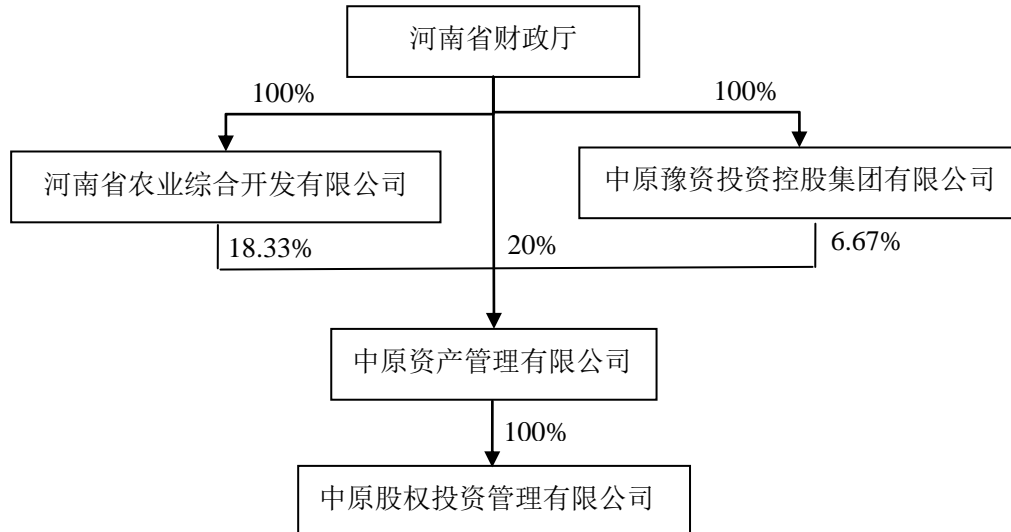 河南省财政厅
100%
100%
河南省农业综合开发有限公司
中原豫资投资控股集团有限公司
18.33%
20%
6.67%
中原资产管理有限公司
100%
中原股权投资管理有限公司